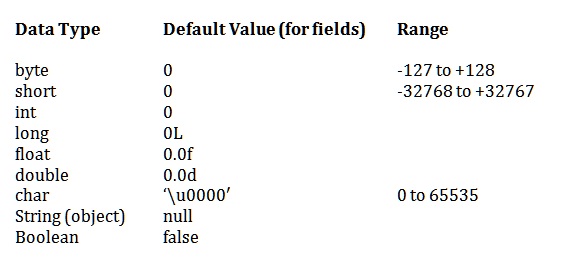 Data Type Default Value (for fields) Range
byte 0 -127 to +128
short 0 -32768 to +32767
int 0
long 0L
float 0.0f
double 0.0d
char ‘\u0000′ 0 to 65535
String (object) null
Boolean false